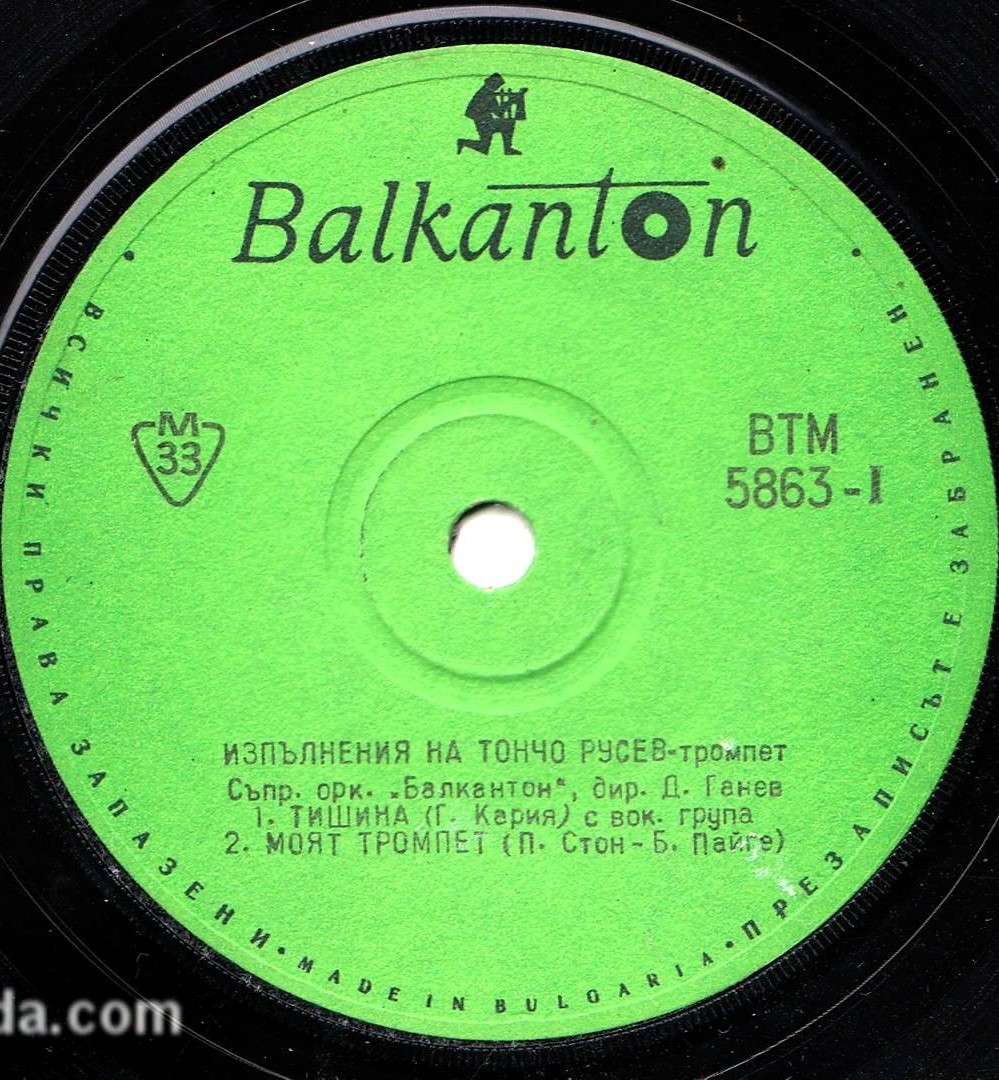 Balkanton
M
33
ВТМ
5863-I
ИЗПЪЛНЕНИЯ НА ТОНЧО РУСЕВ-тромпет
Съпр. орк. „Балкантон“, дир. Д. Ганев
1. ТИШИНА (Г. Кария) с вок. група
2. МОЯТ ТРОМПЕТ (П. Стон-Б. Пайге)
ВСИЧКИ ПРАВА ЗАПАЗЕНИ • MADE IN BULGARIA • ПРЕЗАПИСЪТ Е ЗАБРАНЕН.
da.com